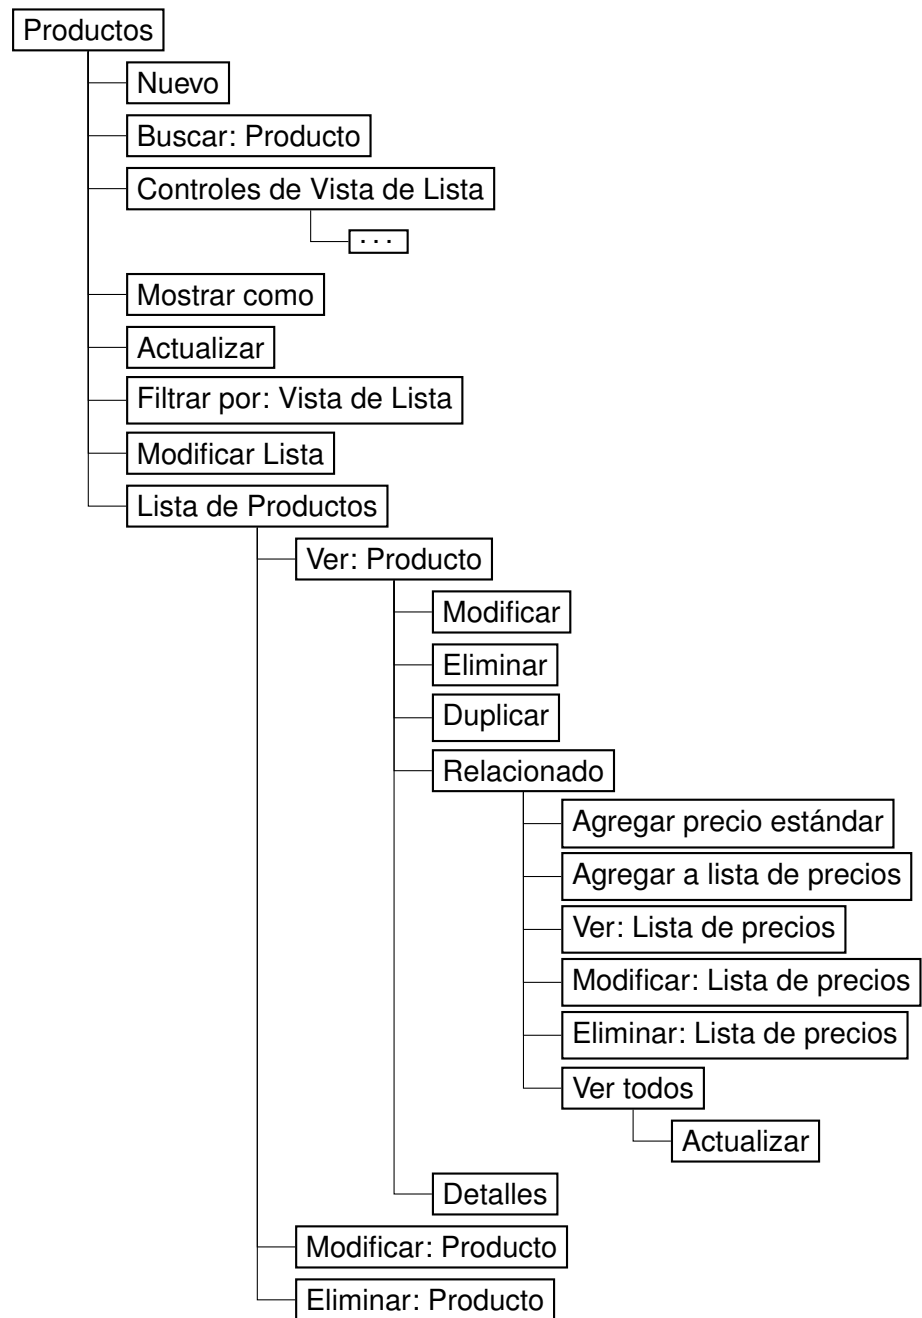 Productos
Nuevo
Buscar: Producto
Controles de Vista de Lista
...
Mostrar como
Actualizar
Filtrar por: Vista de Lista
Modificar Lista
Lista de Productos
Ver: Producto
Modificar
Eliminar
Duplicar
Relacionado
Agregar precio estándar
Agregar a lista de precios
Ver: Lista de precios
Modificar: Lista de precios
Eliminar: Lista de precios
Ver todos
Actualizar
Detalles
Modificar: Producto
Eliminar: Producto